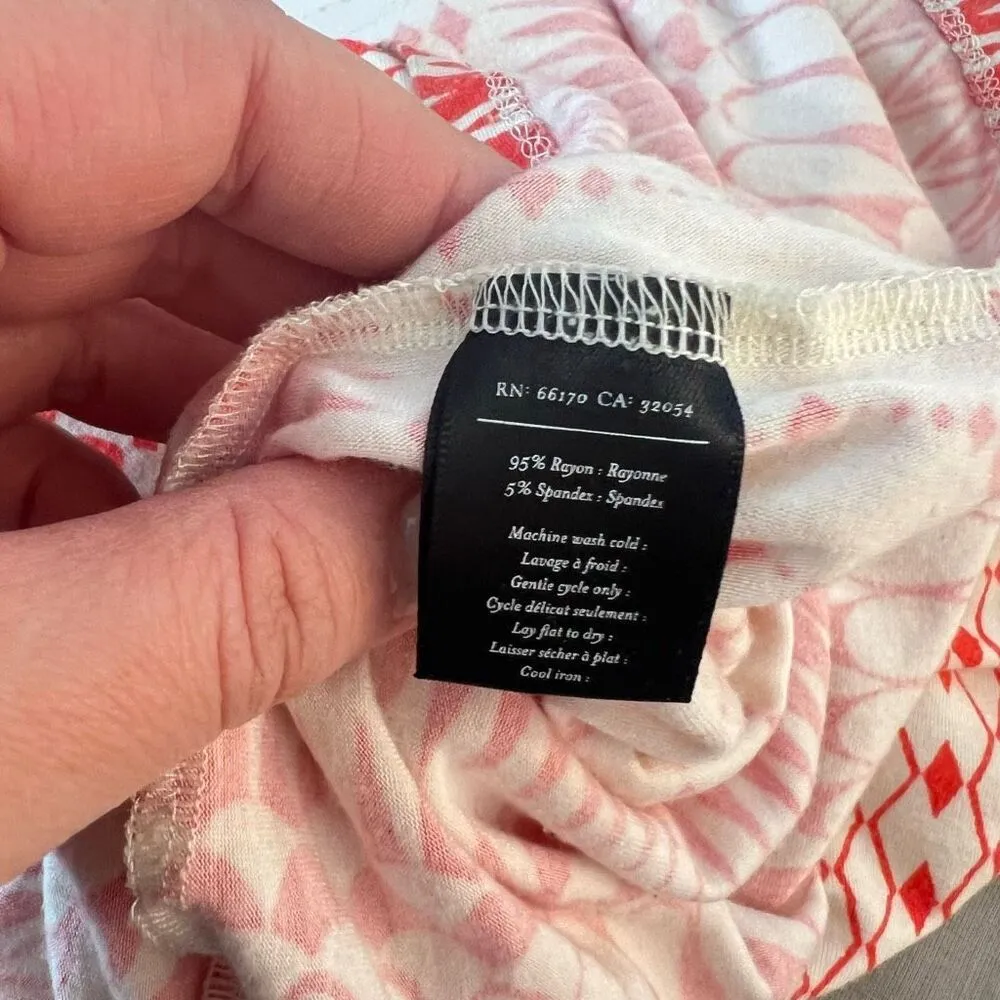 RN: 66170 CA: 32054
95% Rayon : Rayonne
5% Spandex : Spandex
Machine wash cold :
Lavage à froid :
Gentle cycle only :
Cycle délicat seulement :
Lay flat to dry :
Laisser sécher à plat :
Cool iron :